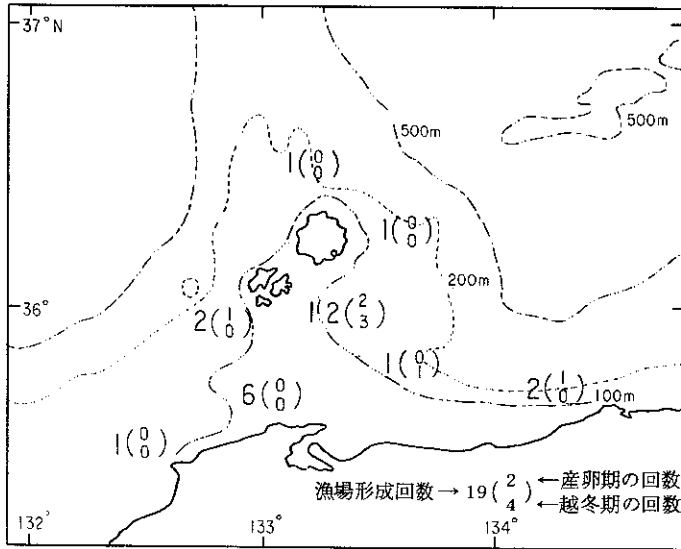 37°N
500m
500m
1(0/0)
1(0/0)
200m
36°
2(1/0)
12(2/3)
1(0/1)
6(0/0)
2(1/0)
100m
1(0/0)
漁場形成回数→19(2/4)←産卵期の回数
←越冬期の回数
132°
133°
134°